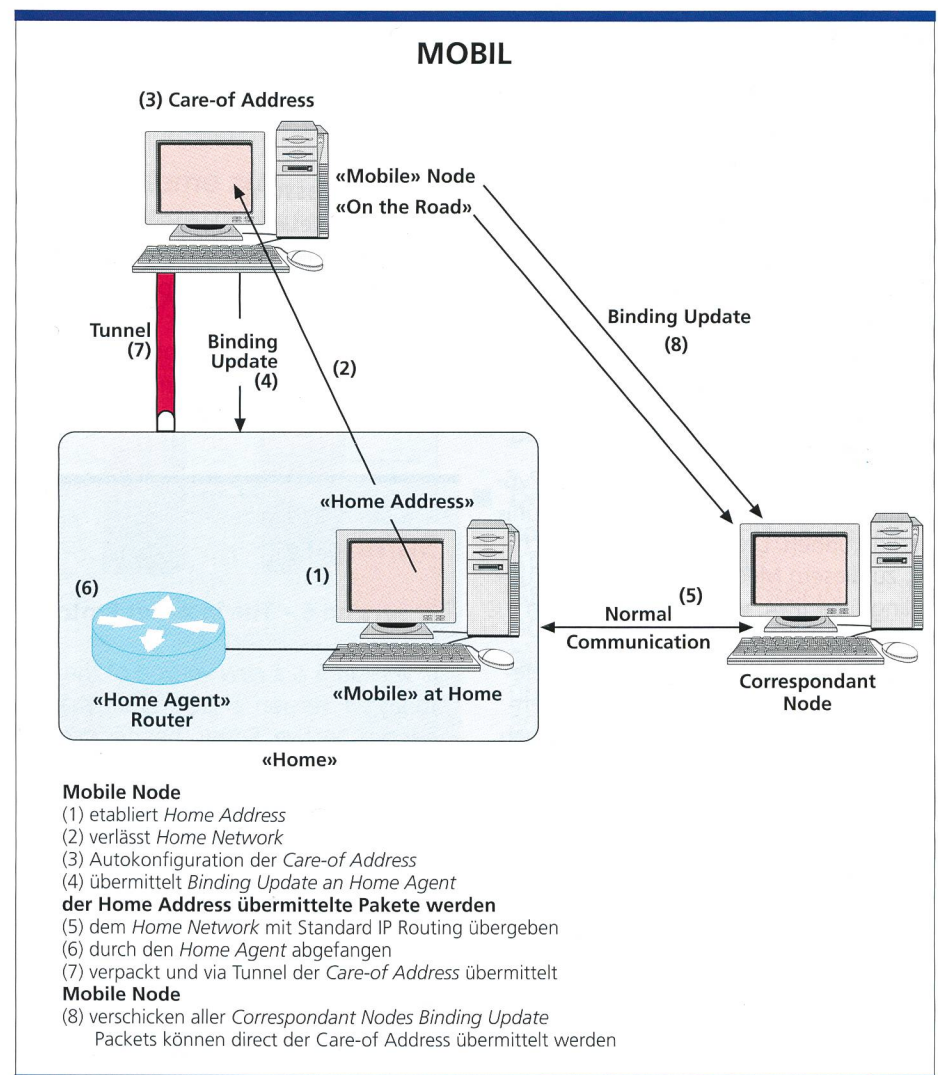 MOBIL
(3) Care-of Address
«Mobile» Node
«On the Road»
Tunnel
(7)
Binding
Update
(4)
(2)
Binding Update
(8)
«Home Address»
(1)
(6)
(5)
Normal
Communication
«Home Agent»
Router
«Mobile» at Home
Correspondant
Node
«Home»
Mobile Node
(1) etabliert Home Address
(2) verlässt Home Network
(3) Autokonfiguration der Care-of Address
(4) übermittelt Binding Update an Home Agent
der Home Address übermittelte Pakete werden
(5) dem Home Network mit Standard IP Routing übergeben
(6) durch den Home Agent abgefangen
(7) verpackt und via Tunnel der Care-of Address übermittelt
Mobile Node
(8) verschicken aller Correspondant Nodes Binding Update
Packets können direct der Care-of Address übermittelt werden